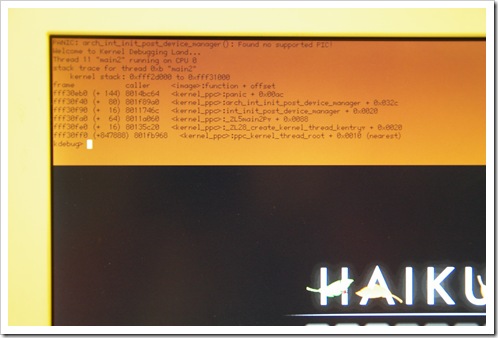 PANIC: arch_int_init_post_device_manager(): Found no supported PIC!
Welcome to Kernel Debugging Land...
Thread 11 "main2" running on CPU 0
stack trace for thread 0xb "main2"
kernel stack: 0xfff2d000 to 0xfff31000
frame caller <image>:function + offset
fff30eb0 (+ 144) 8014bc64 <kernel_ppc>:panic + 0x00ac
fff30f40 (+ 80) 801f89a0 <kernel_ppc>:arch_int_init_post_device_manager + 0x032c
fff30f90 (+ 16) 8011746c <kernel_ppc>:int_init_post_device_manager + 0x0020
fff30fa0 (+ 64) 8011a060 <kernel_ppc>:_ZL5main2Pv + 0x0088
fff30fe0 (+ 16) 80135c20 <kernel_ppc>:_ZL28_create_kernel_thread_kentryv + 0x0020
fff30ff0 (+847888) 801fb968 <kernel_ppc>:ppc_kernel_thread_root + 0x0010 (nearest)
kdebug>
HAIKU